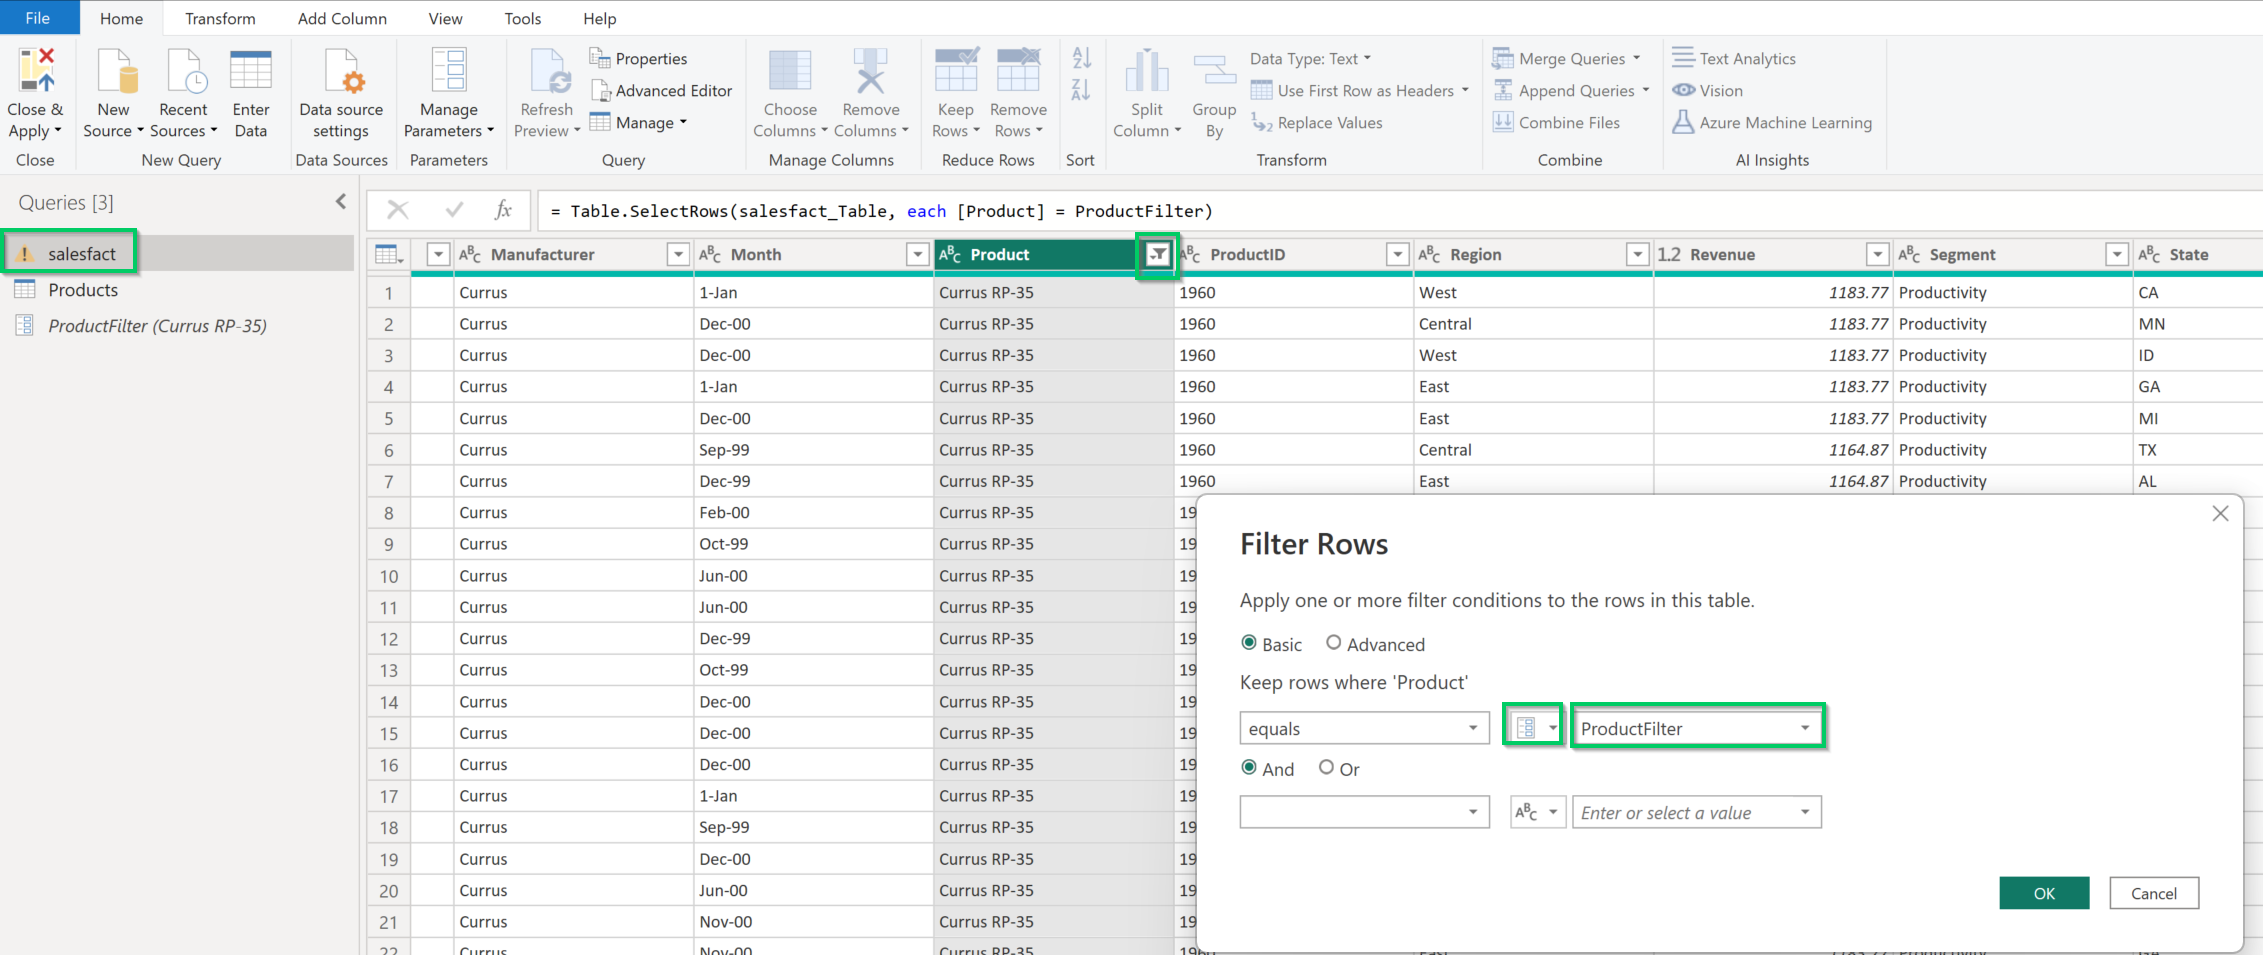 File Home Transform Add Column View Tools Help
Close & Apply
New Source
Recent Sources
Enter Data
Data source settings
Manage Parameters
Refresh Preview
Properties
Advanced Editor
Manage
Choose Columns
Remove Columns
Keep Rows
Remove Rows
Split Column
Group By
Data Type: Text
Use First Row as Headers
Replace Values
Merge Queries
Append Queries
Combine Files
Text Analytics
Vision
Azure Machine Learning
Close New Query Data Sources Parameters Query Manage Columns Reduce Rows Sort Transform Combine AI Insights
Queries [3]
salesfact
Products
ProductFilter (Currus RP-35)
fx = Table.SelectRows(salesfact_Table, each [Product] = ProductFilter)
ABC Manufacturer ABC Month ABC Product ABC ProductID ABC Region 1.2 Revenue ABC Segment ABC State
1 Currus 1-Jan Currus RP-35 1960 West 1183.77 Productivity CA
2 Currus Dec-00 Currus RP-35 1960 Central 1183.77 Productivity MN
3 Currus Dec-00 Currus RP-35 1960 West 1183.77 Productivity ID
4 Currus 1-Jan Currus RP-35 1960 East 1183.77 Productivity GA
5 Currus Dec-00 Currus RP-35 1960 East 1183.77 Productivity MI
6 Currus Sep-99 Currus RP-35 1960 Central 1164.87 Productivity TX
7 Currus Dec-99 Currus RP-35 1960 East 1164.87 Productivity AL
8 Currus Feb-00 Currus RP-35 19
9 Currus Oct-99 Currus RP-35 19
10 Currus Jun-00 Currus RP-35 19
11 Currus Jun-00 Currus RP-35 19
12 Currus Dec-99 Currus RP-35 19
13 Currus Oct-99 Currus RP-35 19
14 Currus Dec-00 Currus RP-35 19
15 Currus Dec-00 Currus RP-35 19
16 Currus Dec-00 Currus RP-35 19
17 Currus 1-Jan Currus RP-35 19
18 Currus Sep-99 Currus RP-35 19
19 Currus Dec-00 Currus RP-35 19
20 Currus Jun-00 Currus RP-35 19
21 Currus Nov-00 Currus RP-35 19
22 Currus Nov-00 Currus RP-35 1960 East 1183.77 Productivity
Filter Rows
Apply one or more filter conditions to the rows in this table.
Basic Advanced
Keep rows where 'Product'
equals ProductFilter
And Or
ABC Enter or select a value
OK Cancel